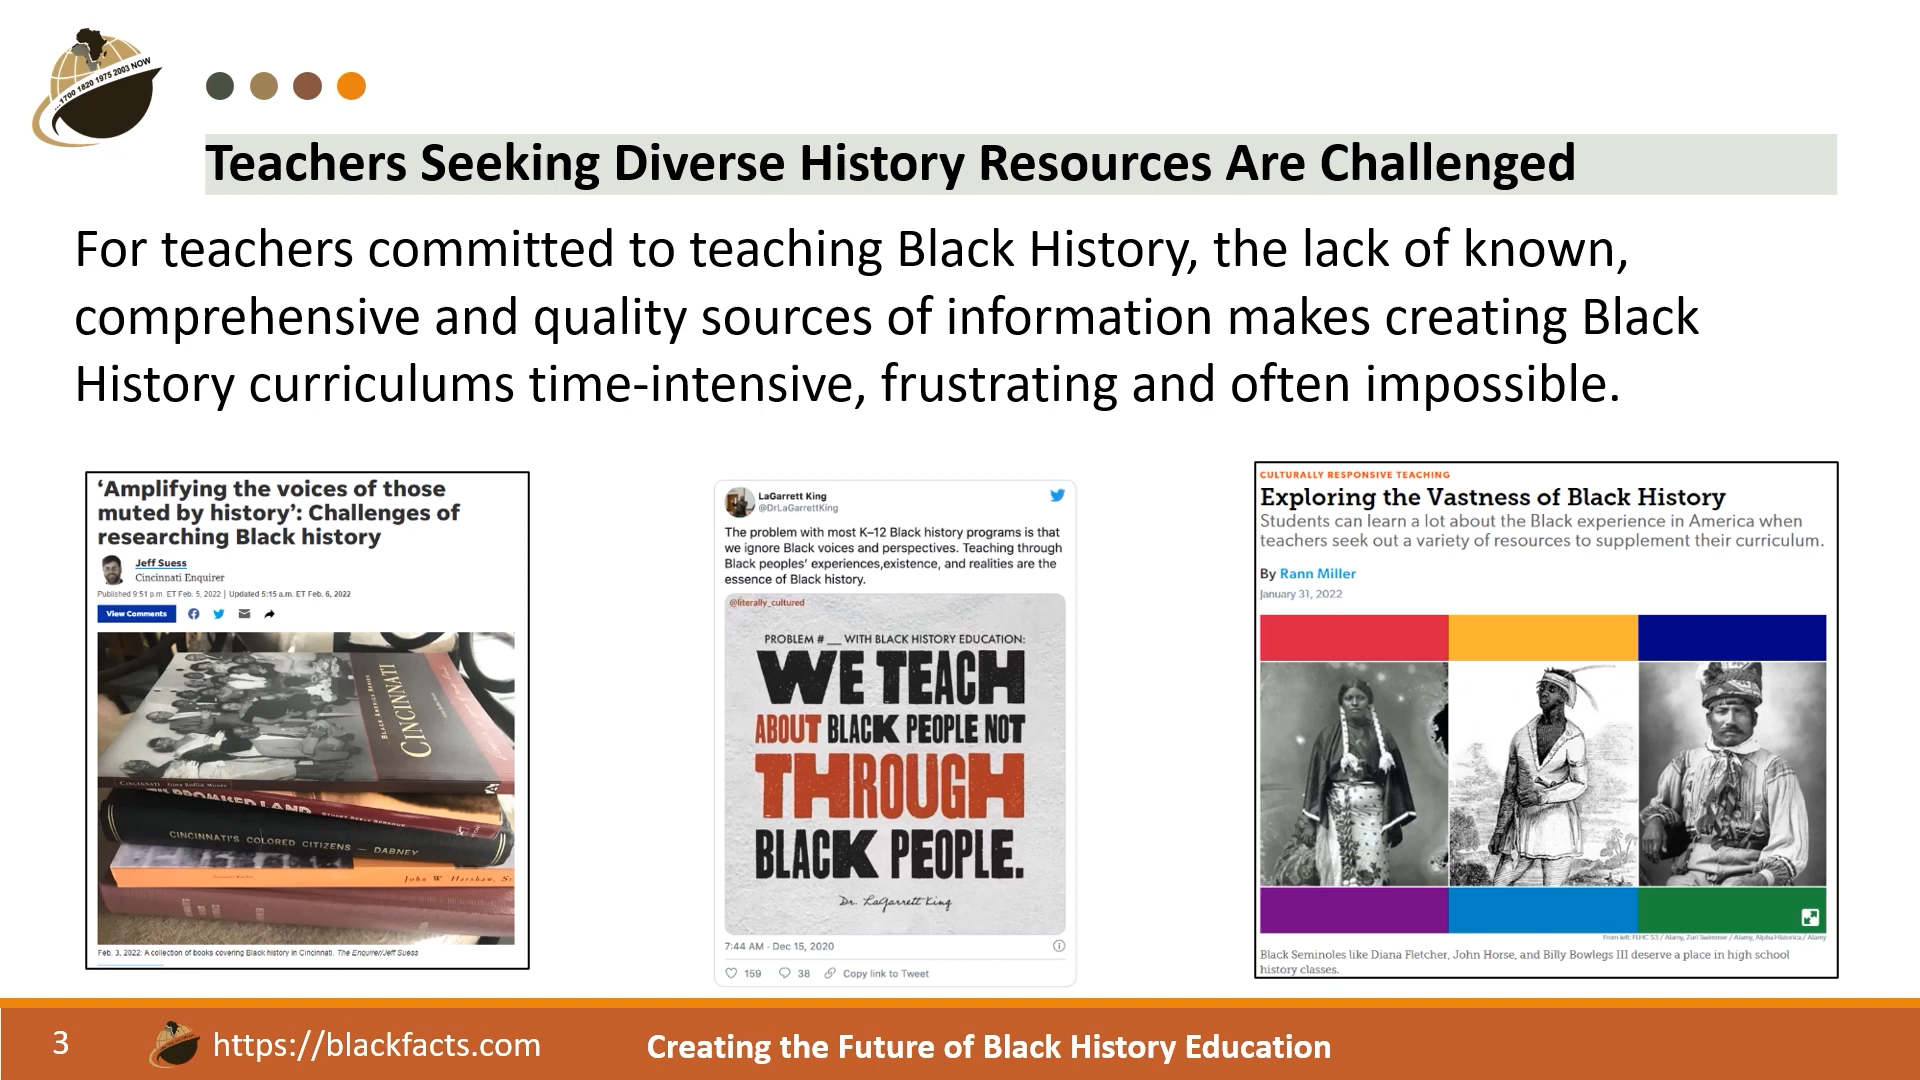 ...1700 1820 1975 2003 NOW
Teachers Seeking Diverse History Resources Are Challenged
For teachers committed to teaching Black History, the lack of known,
comprehensive and quality sources of information makes creating Black
History curriculums time-intensive, frustrating and often impossible.
‘Amplifying the voices of those
muted by history’: Challenges of
researching Black history
Jeff Suess
Cincinnati Enquirer
Published 9:51 p.m. ET Feb. 5, 2022 | Updated 5:15 a.m. ET Feb. 6, 2022
View Comments
BLACK AMERICA SERIES
CINCINNATI
CINCINNATI
PROMISED LAND
CINCINNATI'S COLORED CITIZENS — DABNEY
John W. Harshaw, Sr
Feb. 3, 2022: A collection of books covering Black history in Cincinnati. The Enquirer/Jeff Suess
LaGarrett King
@DrLaGarrettKing
The problem with most K–12 Black history programs is that
we ignore Black voices and perspectives. Teaching through
Black peoples’ experiences,existence, and realities are the
essence of Black history.
@literally_cultured
PROBLEM # __ WITH BLACK HISTORY EDUCATION:
WE TEACH
ABOUT BLACK PEOPLE NOT
THROUGH
BLACK PEOPLE.
Dr. LaGarrett King
7:44 AM · Dec 15, 2020
159 38 Copy link to Tweet
CULTURALLY RESPONSIVE TEACHING
Exploring the Vastness of Black History
Students can learn a lot about the Black experience in America when
teachers seek out a variety of resources to supplement their curriculum.
By Rann Miller
January 31, 2022
From left: FLHC 53 / Alamy, Zuri Swimmer / Alamy, Alpha Historica / Alamy
Black Seminoles like Diana Fletcher, John Horse, and Billy Bowlegs III deserve a place in high school
history classes.
3
https://blackfacts.com
Creating the Future of Black History Education